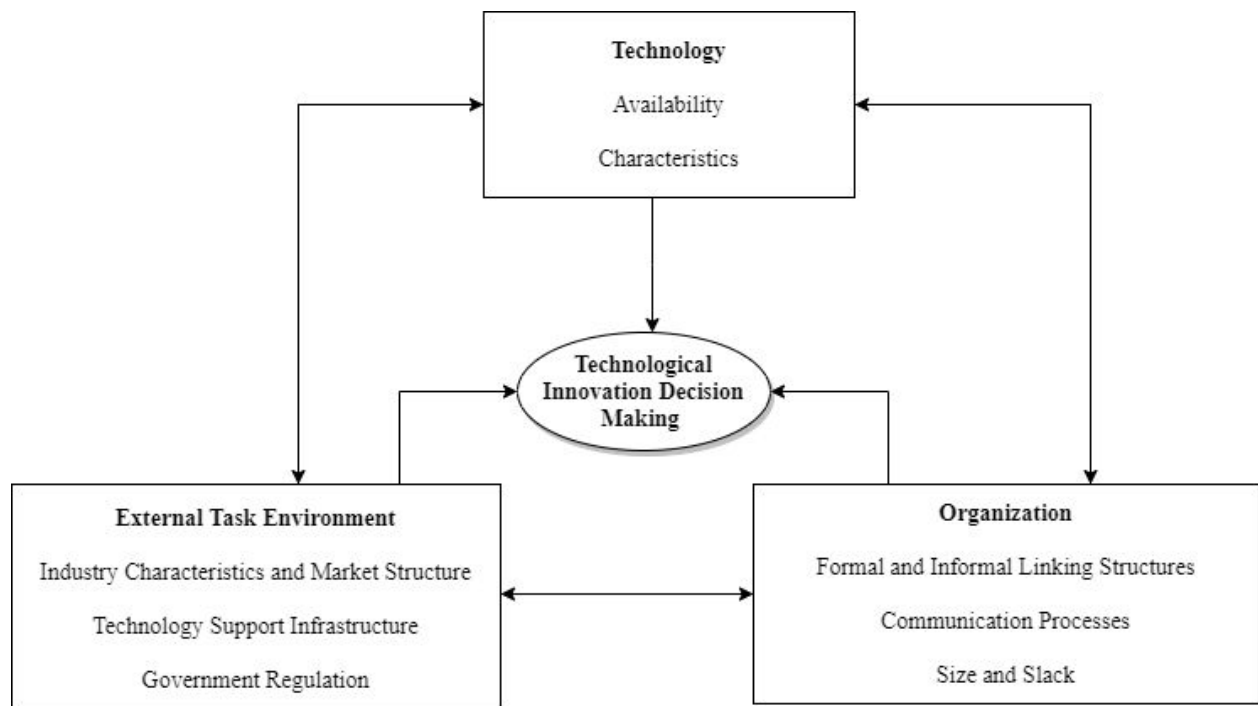 Technology
Availability
Characteristics
Technological
Innovation Decision
Making
External Task Environment
Industry Characteristics and Market Structure
Technology Support Infrastructure
Government Regulation
Organization
Formal and Informal Linking Structures
Communication Processes
Size and Slack